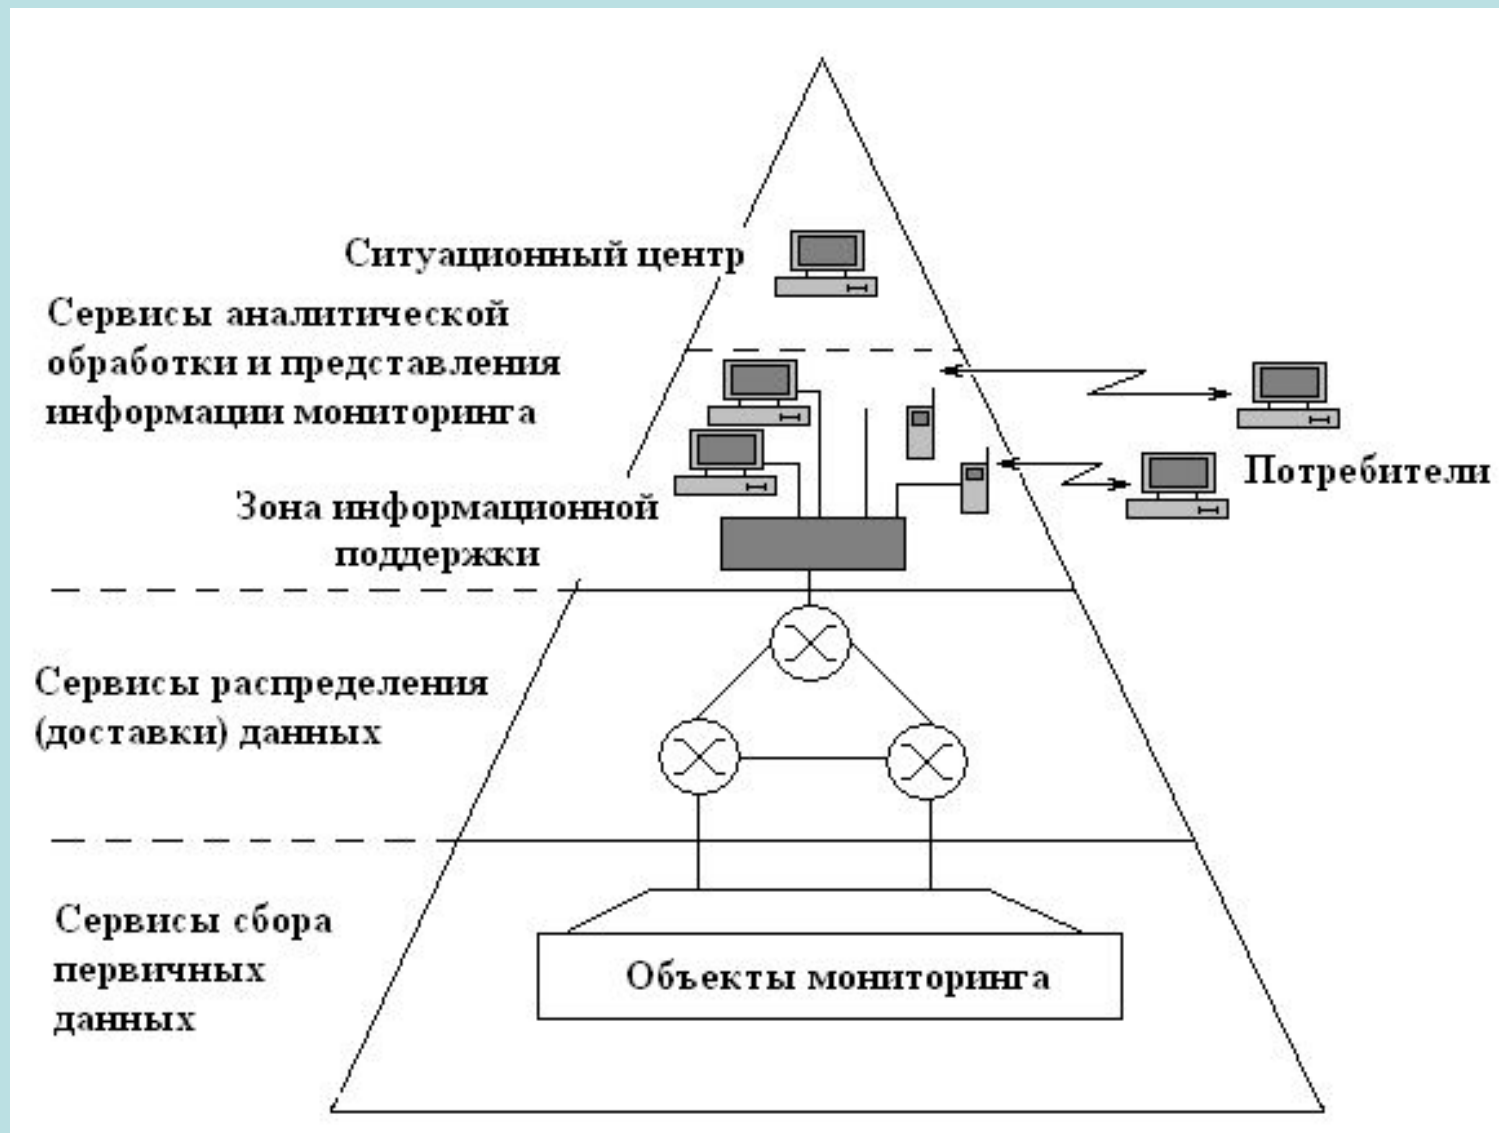 Ситуационный центр
Сервисы аналитической
обработки и представления
информации мониторинга
Потребители
Зона информационной
поддержки
Сервисы распределения
(доставки) данных
Сервисы сбора
первичных
данных
Объекты мониторинга